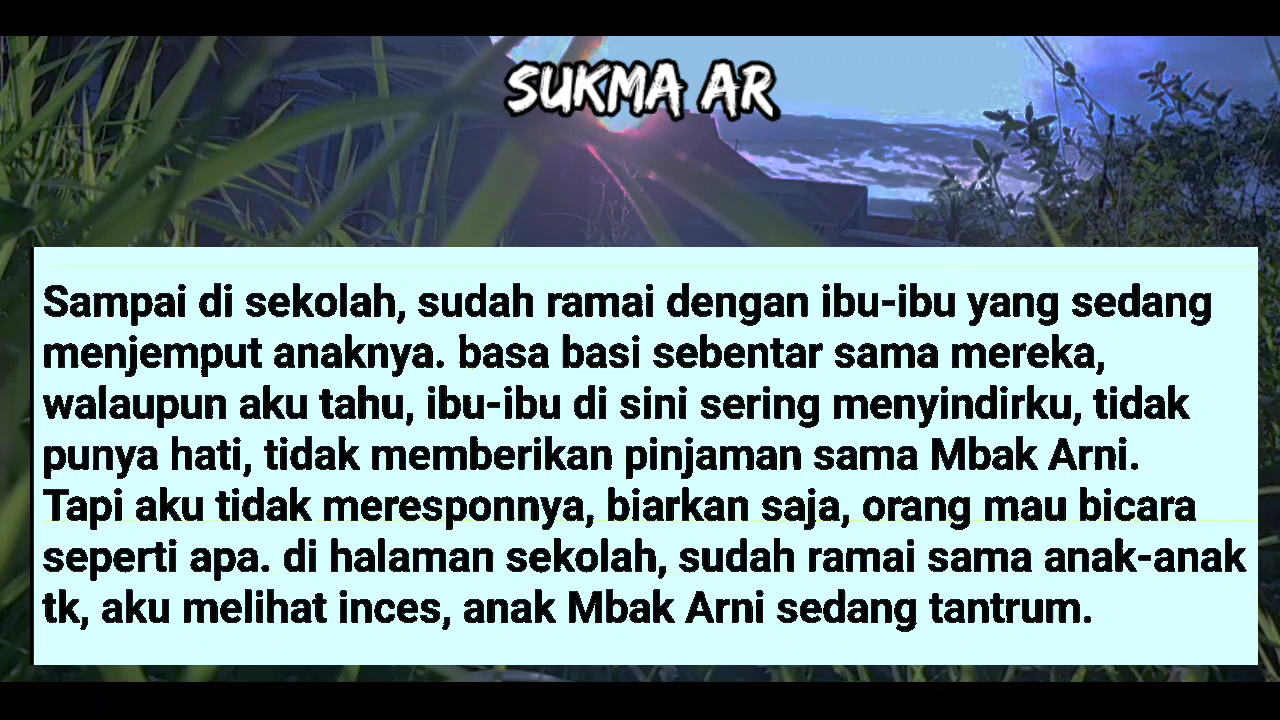 SUKMA AR
Sampai di sekolah, sudah ramai dengan ibu-ibu yang sedang
menjemput anaknya. basa basi sebentar sama mereka,
walaupun aku tahu, ibu-ibu di sini sering menyindirku, tidak
punya hati, tidak memberikan pinjaman sama Mbak Arni.
Tapi aku tidak meresponnya, biarkan saja, orang mau bicara
seperti apa. di halaman sekolah, sudah ramai sama anak-anak
tk, aku melihat inces, anak Mbak Arni sedang tantrum.